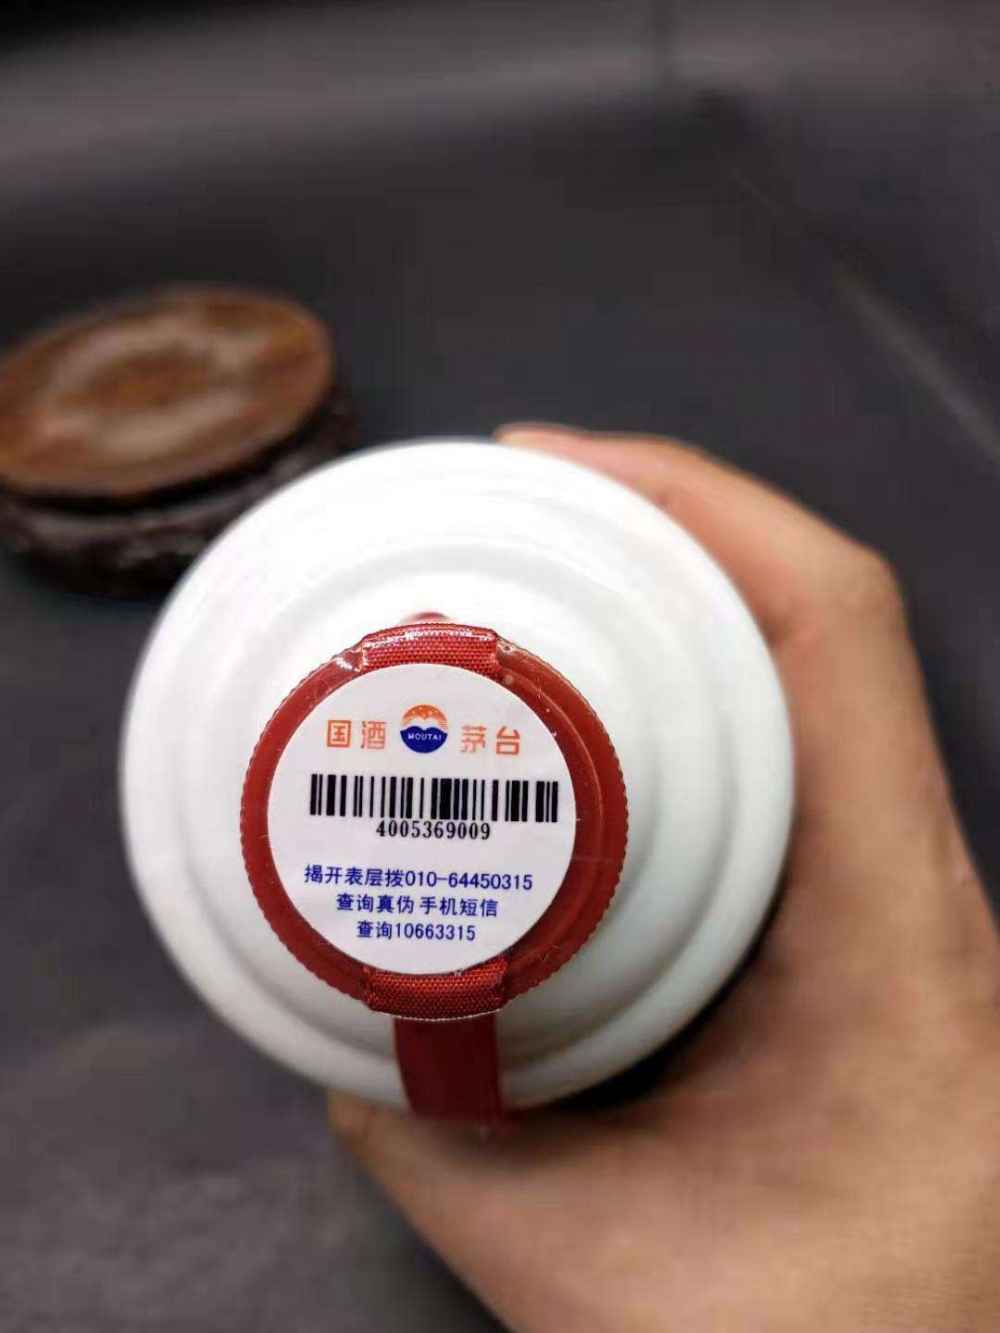 国酒 MOUTAI 茅台
4005369009
揭开表层拨010-64450315
查询真伪 手机短信
查询10663315